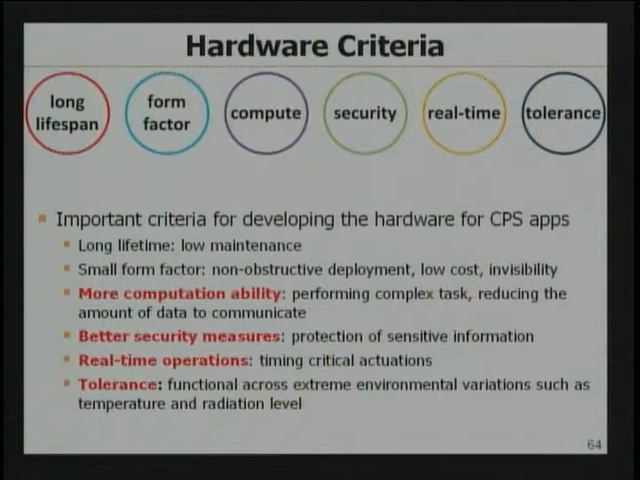 Hardware Criteria
long lifespan
form factor
compute
security
real-time
tolerance
Important criteria for developing the hardware for CPS apps
Long lifetime: low maintenance
Small form factor: non-obstructive deployment, low cost, invisibility
More computation ability: performing complex task, reducing the
amount of data to communicate
Better security measures: protection of sensitive information
Real-time operations: timing critical actuations
Tolerance: functional across extreme environmental variations such as
temperature and radiation level
64